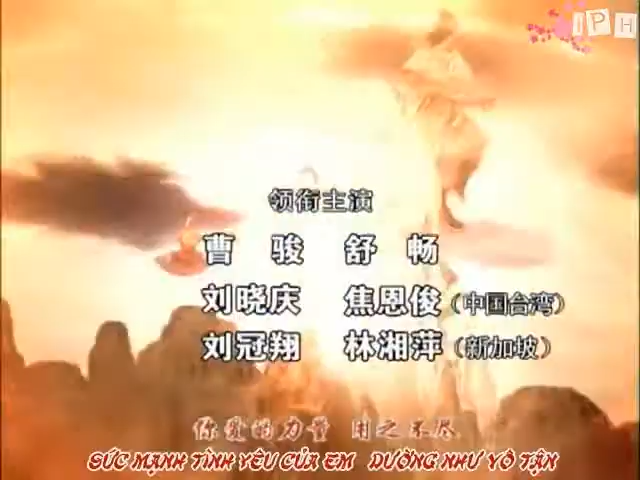 IPH
领衔主演
曹骏 舒畅
刘晓庆 焦恩俊(中国台湾)
刘冠翔 林湘萍(新加坡)
你爱的力量 用之不尽
SỨC MẠNH TÌNH YÊU CỦA EM DƯỜNG NHƯ VÔ TẬN